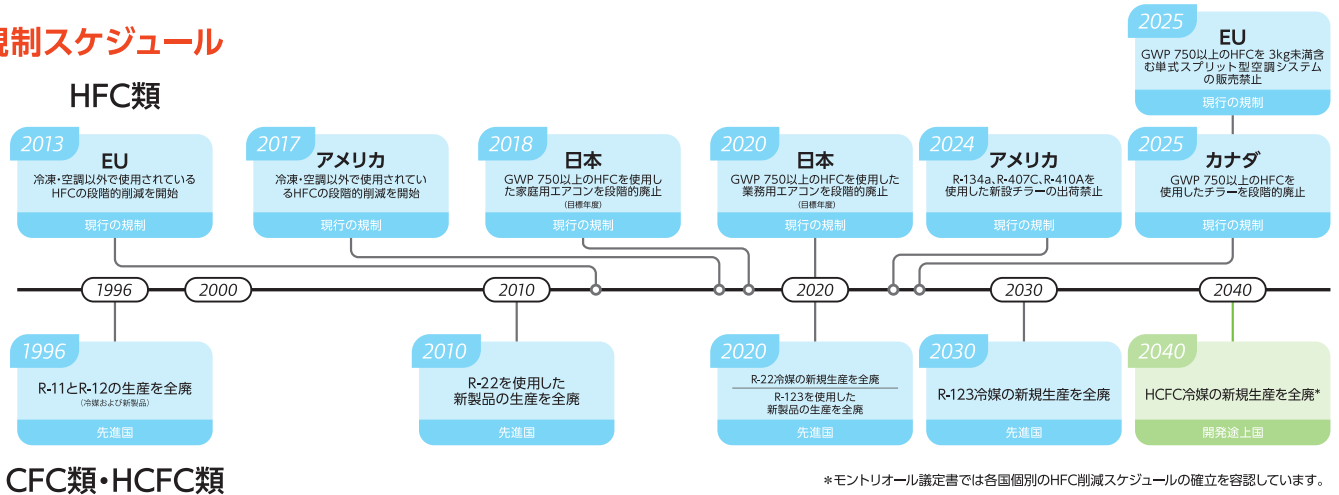 規制スケジュール
HFC類
2025
EU
GWP 750以上のHFCを 3kg未満含
む単式スプリット型空調システム
の販売禁止
現行の規制
2013
EU
冷凍・空調以外で使用されている
HFCの段階的削減を開始
現行の規制
2017
アメリカ
冷凍・空調以外で使用されてい
るHFCの段階的削減を開始
現行の規制
2018
日本
GWP 750以上のHFCを使用し
た家庭用エアコンを段階的廃止
(目標年度)
現行の規制
2020
日本
GWP 750以上のHFCを使用した
業務用エアコンを段階的廃止
(目標年度)
現行の規制
2024
アメリカ
R-134a、R-407C、R-410Aを
使用した新設チラーの出荷禁止
現行の規制
2025
カナダ
GWP 750以上のHFCを
使用したチラーを段階的廃止
現行の規制
1996
2000
2010
2020
2030
2040
1996
R-11とR-12の生産を全廃
(冷媒および新製品)
先進国
2010
R-22を使用した
新製品の生産を全廃
先進国
2020
R-22冷媒の新規生産を全廃
R-123を使用した
新製品の生産を全廃
先進国
2030
R-123冷媒の新規生産を全廃
先進国
2040
HCFC冷媒の新規生産を全廃*
開発途上国
CFC類・HCFC類
*モントリオール議定書では各国個別のHFC削減スケジュールの確立を容認しています。